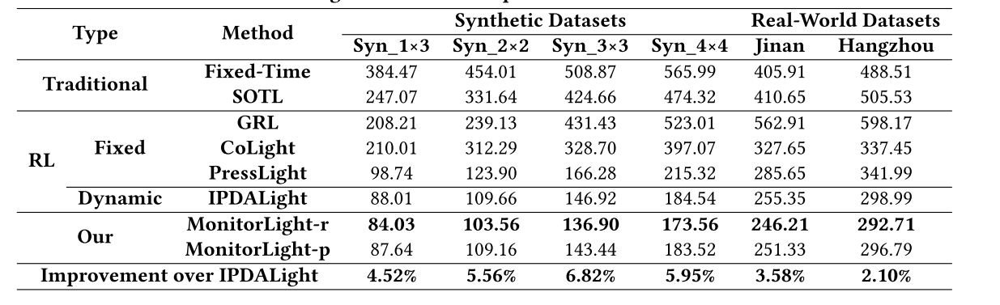 Type Method Synthetic Datasets Real-World Datasets
Syn_1×3 Syn_2×2 Syn_3×3 Syn_4×4 Jinan Hangzhou
Traditional Fixed-Time 384.47 454.01 508.87 565.99 405.91 488.51
SOTL 247.07 331.64 424.66 474.32 410.65 505.53
RL Fixed GRL 208.21 239.13 431.43 523.01 562.91 598.17
CoLight 210.01 312.29 328.70 397.07 327.65 337.45
PressLight 98.74 123.90 166.28 215.32 285.65 341.99
Dynamic IPDALight 88.01 109.66 146.92 184.54 255.35 298.99
Our MonitorLight-r 84.03 103.56 136.90 173.56 246.21 292.71
MonitorLight-p 87.64 109.16 143.44 183.52 251.33 296.79
Improvement over IPDALight 4.52% 5.56% 6.82% 5.95% 3.58% 2.10%